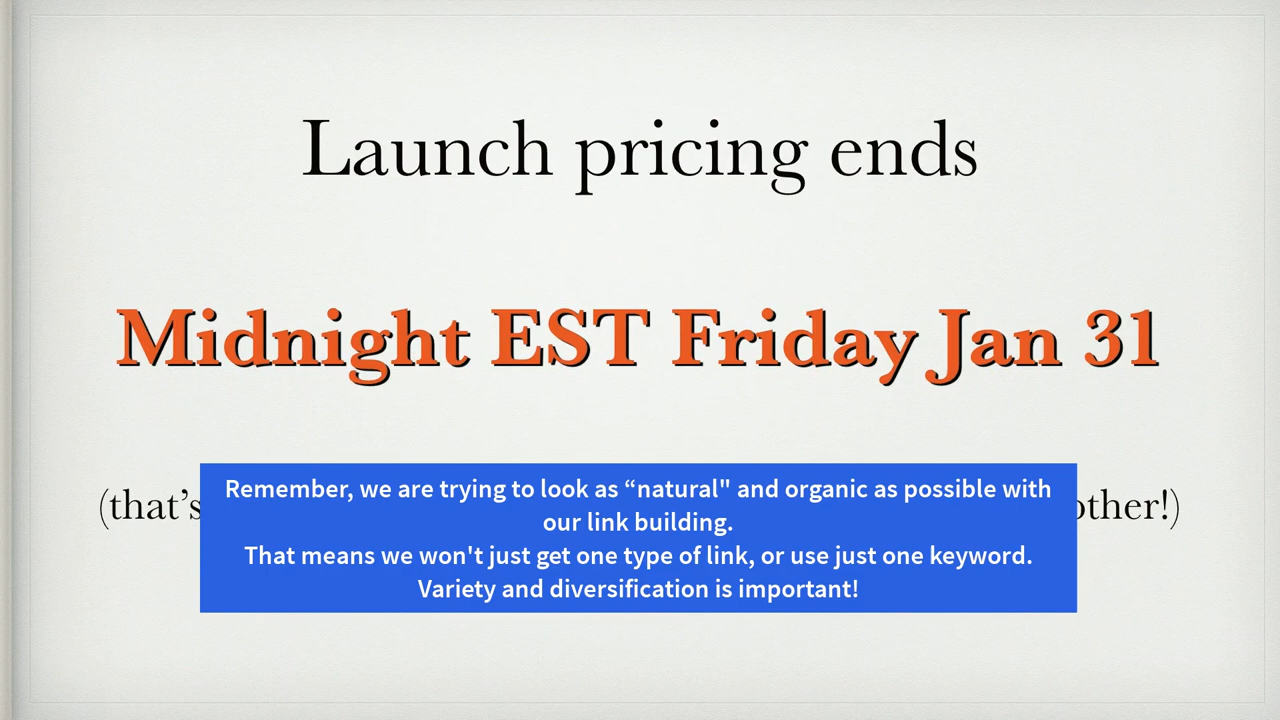 Launch pricing ends
Midnight EST Friday Jan 31
(that's other!)
Remember, we are trying to look as “natural" and organic as possible with
our link building.
That means we won't just get one type of link, or use just one keyword.
Variety and diversification is important!